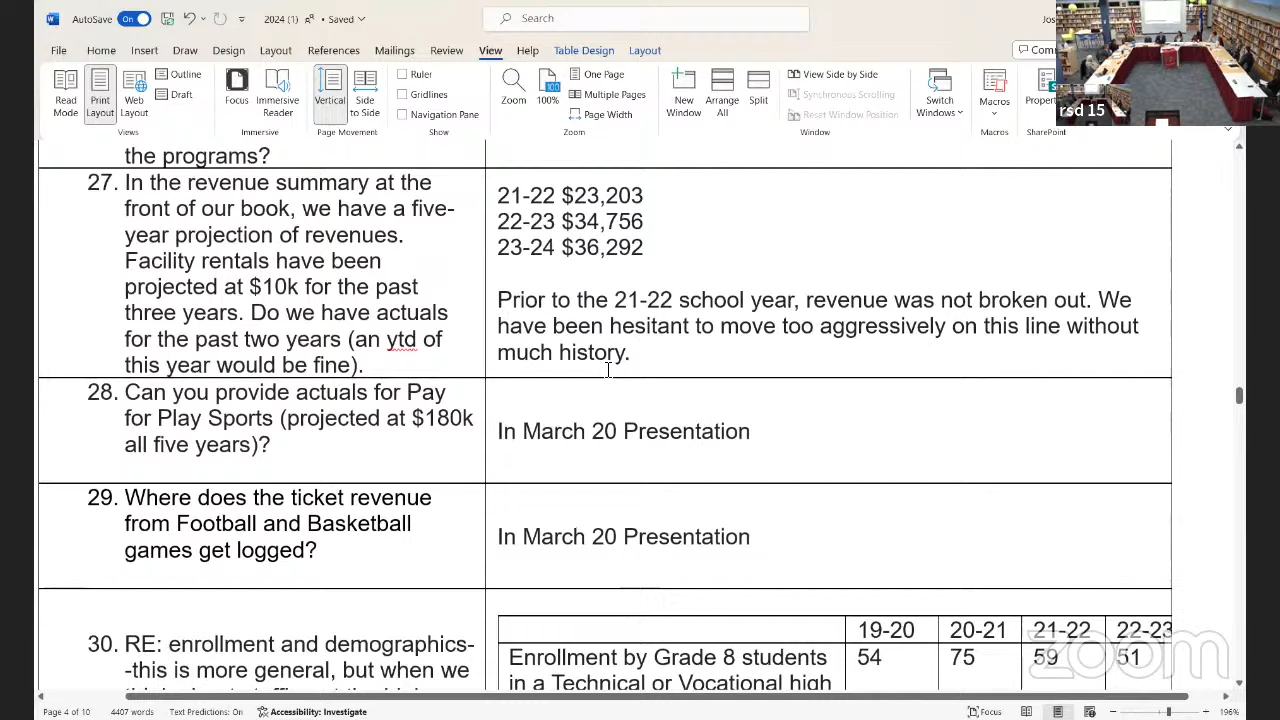 AutoSave On 2024 (1) Saved Search Jos
File Home Insert Draw Design Layout References Mailings Review View Help Table Design Layout
Read Mode
Print Layout
Web Layout
Outline
Draft
Views
Focus
Immersive Reader
Immersive
Vertical
Side to Side
Page Movement
Ruler
Gridlines
Navigation Pane
Show
Zoom
100%
One Page
Multiple Pages
Page Width
Zoom
New Window
Arrange All
Split
View Side by Side
Synchronous Scrolling
Reset Window Position
Window
Switch Windows
Macros
Macros
SharePoint
rsd 15
the programs?
27. In the revenue summary at the
front of our book, we have a five-
year projection of revenues.
Facility rentals have been
projected at $10k for the past
three years. Do we have actuals
for the past two years (an ytd of
this year would be fine).
21-22 $23,203
22-23 $34,756
23-24 $36,292
Prior to the 21-22 school year, revenue was not broken out. We
have been hesitant to move too aggressively on this line without
much history.
28. Can you provide actuals for Pay
for Play Sports (projected at $180k
all five years)?
In March 20 Presentation
29. Where does the ticket revenue
from Football and Basketball
games get logged?
In March 20 Presentation
30. RE: enrollment and demographics-
-this is more general, but when we
19-20 20-21 21-22 22-23
Enrollment by Grade 8 students 54 75 59 51
in a Technical or Vocational high
zoom
Page 4 of 10 4407 words Text Predictions: On Accessibility: Investigate Focus 196%